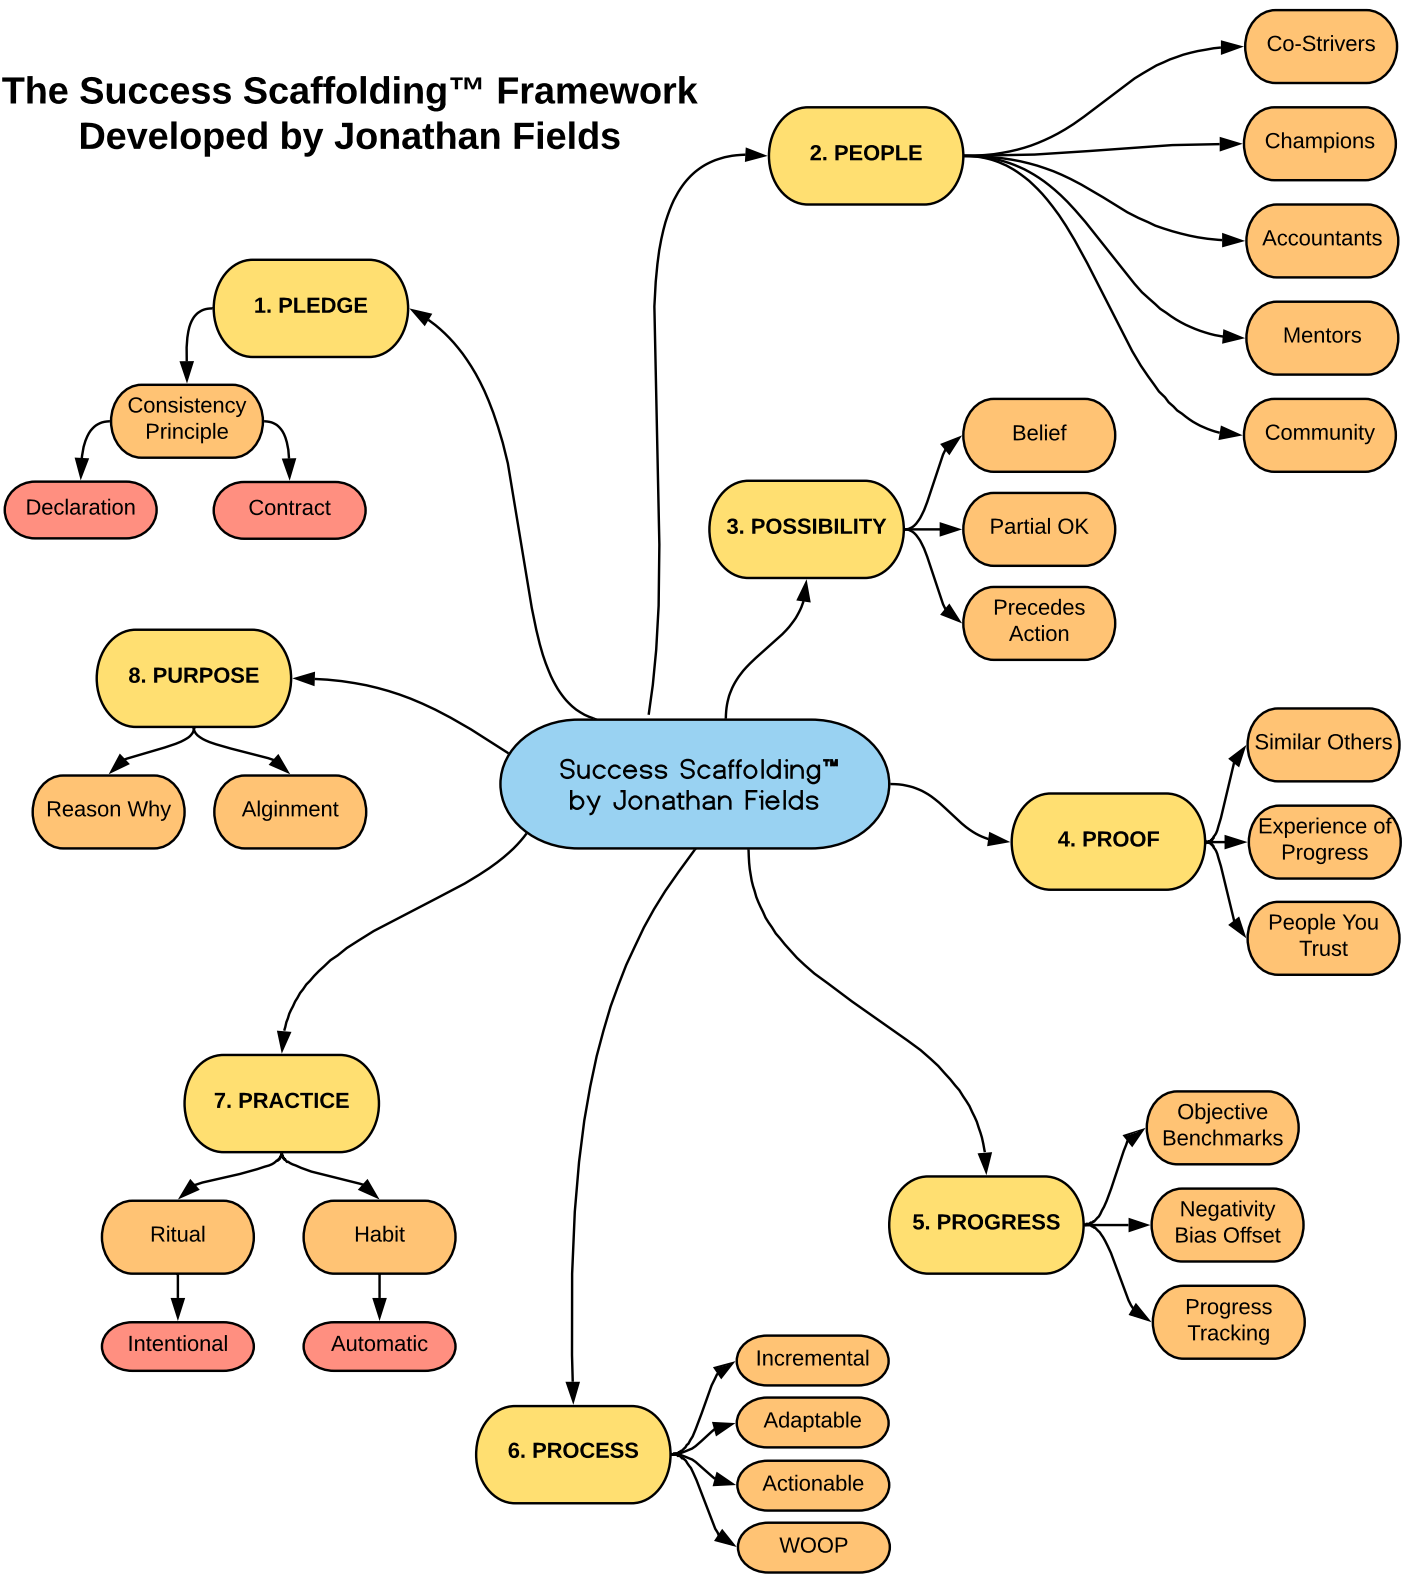 The Success Scaffolding™ Framework
Developed by Jonathan Fields
1. PLEDGE
Consistency
Principle
Declaration
Contract
2. PEOPLE
Co-Strivers
Champions
Accountants
Mentors
Community
3. POSSIBILITY
Belief
Partial OK
Precedes
Action
Success Scaffolding™
by Jonathan Fields
4. PROOF
Similar Others
Experience of
Progress
People You
Trust
5. PROGRESS
Objective
Benchmarks
Negativity
Bias Offset
Progress
Tracking
6. PROCESS
Incremental
Adaptable
Actionable
WOOP
7. PRACTICE
Ritual
Habit
Intentional
Automatic
8. PURPOSE
Reason Why
Alginment